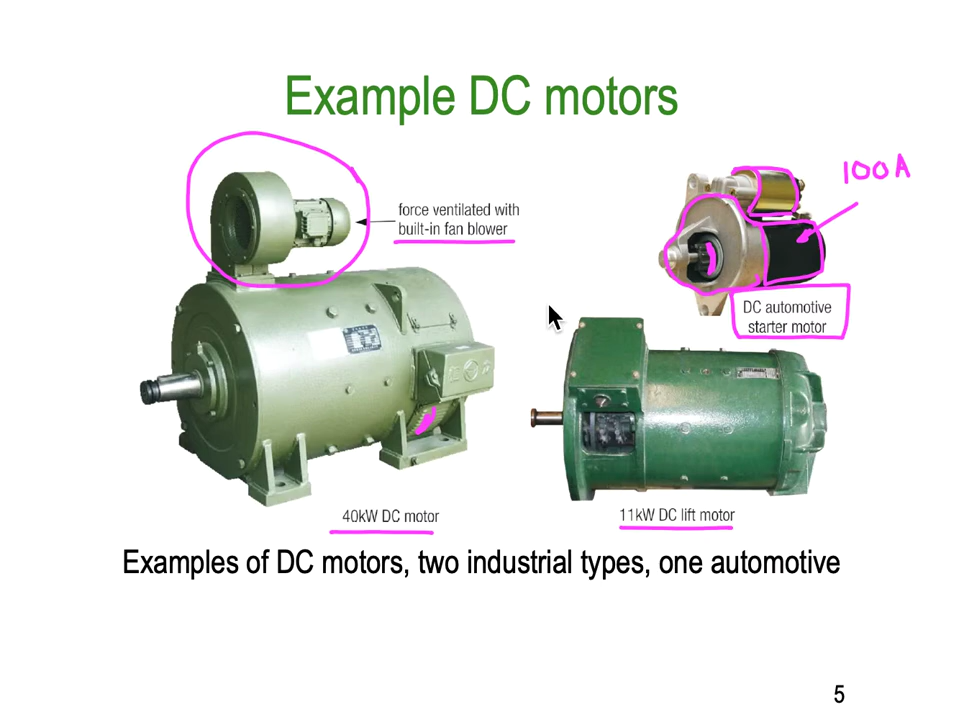 Example DC motors
force ventilated with
built-in fan blower
100A
DC automotive
starter motor
40kW DC motor
11kW DC lift motor
Examples of DC motors, two industrial types, one automotive
5